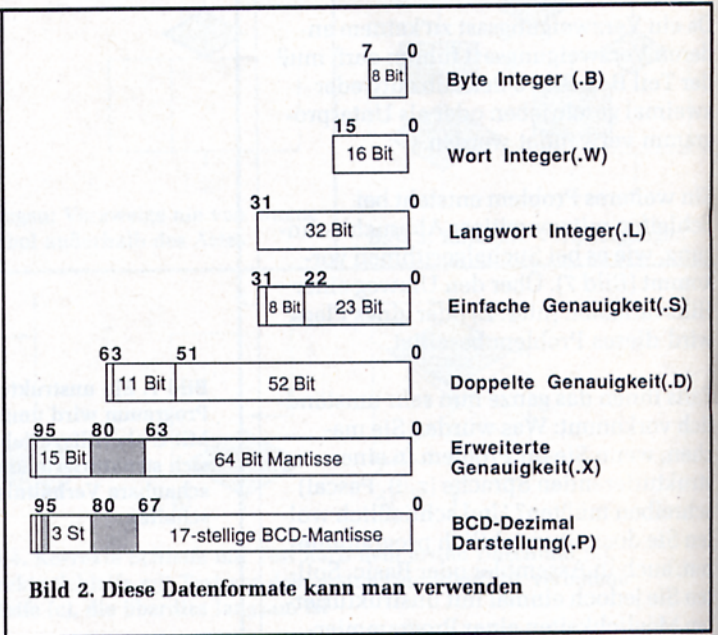 7 0
8 Bit Byte Integer (.B)
15 0
16 Bit Wort Integer(.W)
31 0
32 Bit Langwort Integer(.L)
31 22 0
8 Bit 23 Bit Einfache Genauigkeit(.S)
63 51 0
11 Bit 52 Bit Doppelte Genauigkeit(.D)
95 80 63 0
15 Bit 64 Bit Mantisse Erweiterte
Genauigkeit(.X)
95 80 67 0
3 St 17-stellige BCD-Mantisse BCD-Dezimal
Darstellung(.P)
Bild 2. Diese Datenformate kann man verwenden